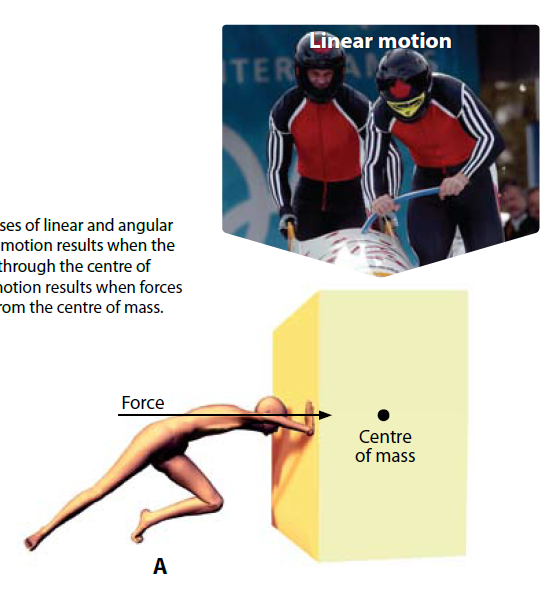 Linear motion
TER
ses of linear and angular
motion results when the
through the centre of
notion results when forces
rom the centre of mass.
Force
Centre
of mass
A